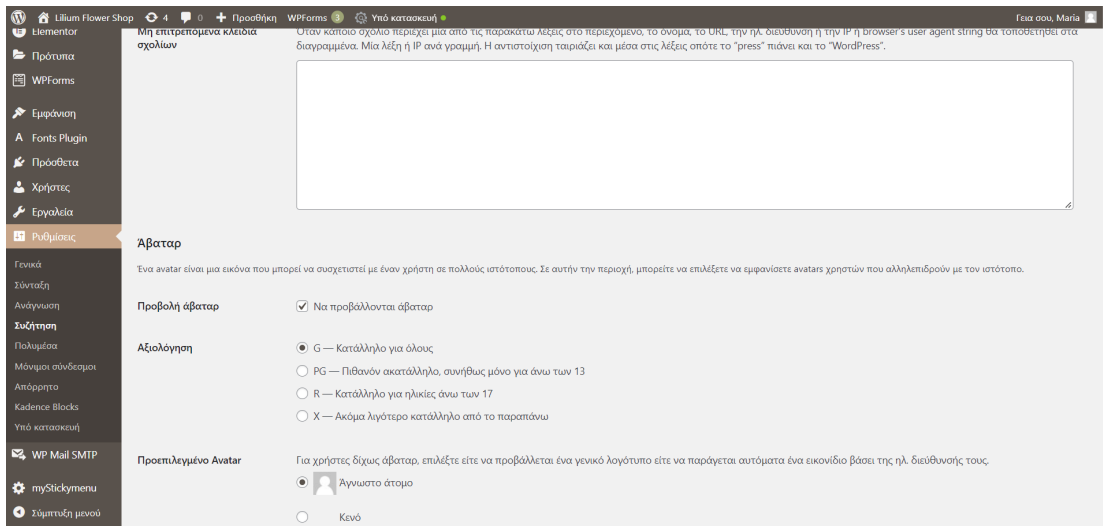 Lilium Flower Shop 4 0 Προσθήκη WPForms 3 Υπό κατασκευή Γεια σου, Maria
Elementor
Πρότυπα
WPForms
Εμφάνιση
Fonts Plugin
Πρόσθετα
Χρήστες
Εργαλεία
Ρυθμίσεις
Γενικά
Σύνταξη
Ανάγνωση
Συζήτηση
Πολυμέσα
Μόνιμοι σύνδεσμοι
Απόρρητο
Kadence Blocks
Υπό κατασκευή
WP Mail SMTP
myStickymenu
Σύμπτυξη μενού
Μη επιτρεπόμενα κλειδιά
σχολίων
Όταν κάποιο σχόλιο περιέχει μία από τις παρακάτω λέξεις στο περιεχόμενο, το όνομα, το URL, την ηλ. διεύθυνση ή την IP ή browser's user agent string θα τοποθετηθεί στα
διαγραμμένα. Μία λέξη ή IP ανά γραμμή. Η αντιστοίχιση ταιριάζει και μέσα στις λέξεις οπότε το "press" πιάνει και το "WordPress".
Άβαταρ
Ένα avatar είναι μια εικόνα που μπορεί να συσχετιστεί με έναν χρήστη σε πολλούς ιστότοπους. Σε αυτήν την περιοχή, μπορείτε να επιλέξετε να εμφανίσετε avatars χρηστών που αλληλεπιδρούν με τον ιστότοπο.
Προβολή άβαταρ
Να προβάλλονται άβαταρ
Αξιολόγηση
G — Κατάλληλο για όλους
PG — Πιθανόν ακατάλληλο, συνήθως μόνο για άνω των 13
R — Κατάλληλο για ηλικίες άνω των 17
X — Ακόμα λιγότερο κατάλληλο από το παραπάνω
Προεπιλεγμένο Avatar
Για χρήστες δίχως άβαταρ, επιλέξτε είτε να προβάλλεται ένα γενικό λογότυπο είτε να παράγεται αυτόματα ένα εικονίδιο βάσει της ηλ. διεύθυνσής τους.
Άγνωστο άτομο
Κενό